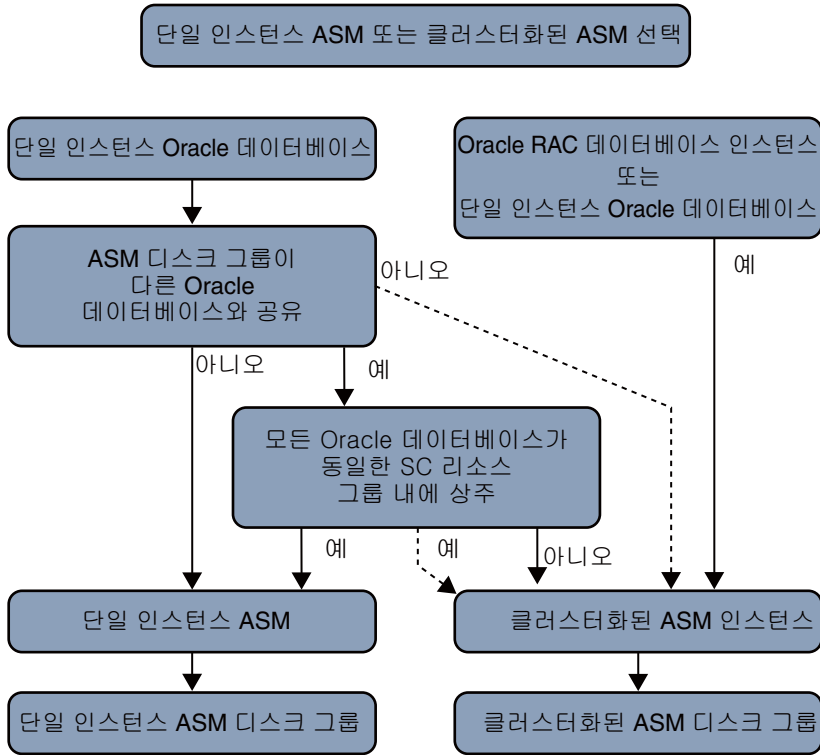 단일 인스턴스 ASM 또는 클러스터화된 ASM 선택
단일 인스턴스 Oracle 데이터베이스
Oracle RAC 데이터베이스 인스턴스
또는
단일 인스턴스 Oracle 데이터베이스
ASM 디스크 그룹이
다른 Oracle
데이터베이스와 공유
아니오
예
아니오
예
모든 Oracle 데이터베이스가
동일한 SC 리소스
그룹 내에 상주
예
예
아니오
단일 인스턴스 ASM
클러스터화된 ASM 인스턴스
단일 인스턴스 ASM 디스크 그룹
클러스터화된 ASM 디스크 그룹